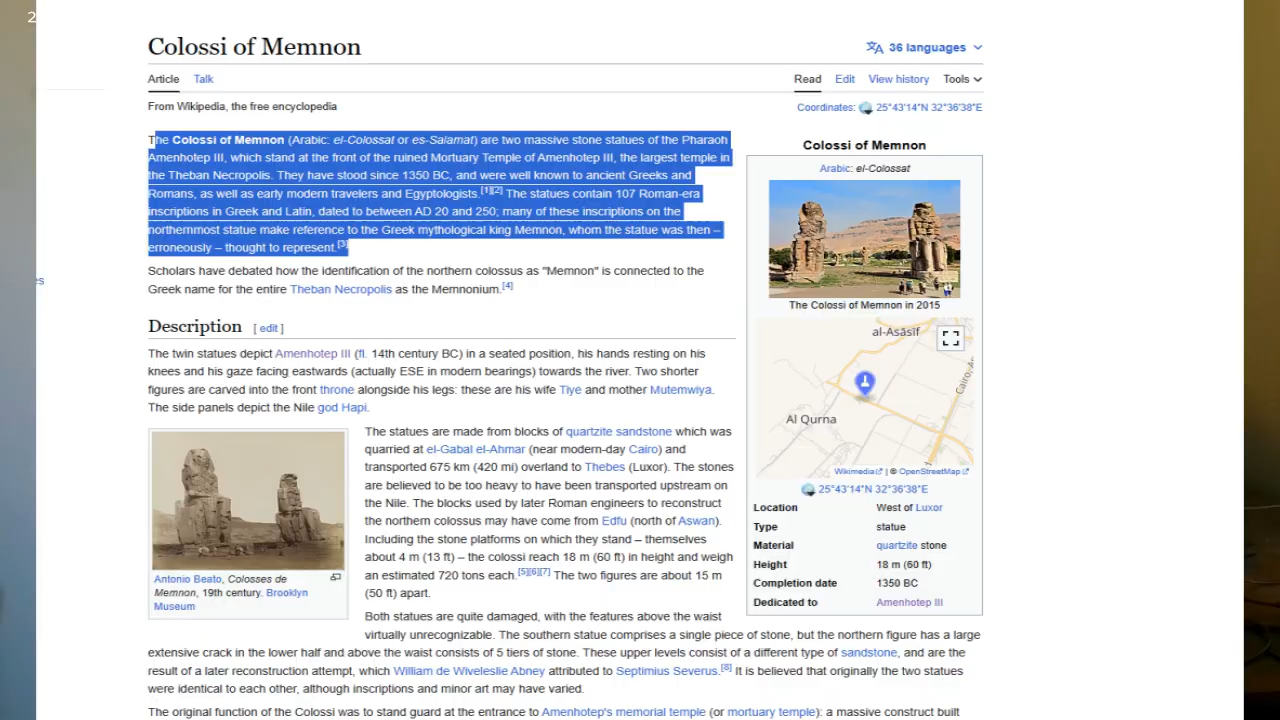 2
Colossi of Memnon
36 languages
Article Talk
Read Edit View history Tools
From Wikipedia, the free encyclopedia
Coordinates: 25°43′14″N 32°36′38″E
The Colossi of Memnon (Arabic: el-Colossat or es-Salamat) are two massive stone statues of the Pharaoh
Amenhotep III, which stand at the front of the ruined Mortuary Temple of Amenhotep III, the largest temple in
the Theban Necropolis. They have stood since 1350 BC, and were well known to ancient Greeks and
Romans, as well as early modern travelers and Egyptologists.[1][2] The statues contain 107 Roman-era
inscriptions in Greek and Latin, dated to between AD 20 and 250; many of these inscriptions on the
northernmost statue make reference to the Greek mythological king Memnon, whom the statue was then –
erroneously – thought to represent.[3]
es
Scholars have debated how the identification of the northern colossus as "Memnon" is connected to the
Greek name for the entire Theban Necropolis as the Memnonium.[4]
Description [ edit ]
The twin statues depict Amenhotep III (fl. 14th century BC) in a seated position, his hands resting on his
knees and his gaze facing eastwards (actually ESE in modern bearings) towards the river. Two shorter
figures are carved into the front throne alongside his legs: these are his wife Tiye and mother Mutemwiya.
The side panels depict the Nile god Hapi.
Antonio Beato, Colosses de
Memnon, 19th century. Brooklyn
Museum
The statues are made from blocks of quartzite sandstone which was
quarried at el-Gabal el-Ahmar (near modern-day Cairo) and
transported 675 km (420 mi) overland to Thebes (Luxor). The stones
are believed to be too heavy to have been transported upstream on
the Nile. The blocks used by later Roman engineers to reconstruct
the northern colossus may have come from Edfu (north of Aswan).
Including the stone platforms on which they stand – themselves
about 4 m (13 ft) – the colossi reach 18 m (60 ft) in height and weigh
an estimated 720 tons each.[5][6][7] The two figures are about 15 m
(50 ft) apart.
Both statues are quite damaged, with the features above the waist
virtually unrecognizable. The southern statue comprises a single piece of stone, but the northern figure has a large
extensive crack in the lower half and above the waist consists of 5 tiers of stone. These upper levels consist of a different type of sandstone, and are the
result of a later reconstruction attempt, which William de Wiveleslie Abney attributed to Septimius Severus.[8] It is believed that originally the two statues
were identical to each other, although inscriptions and minor art may have varied.
The original function of the Colossi was to stand guard at the entrance to Amenhotep's memorial temple (or mortuary temple): a massive construct built
Colossi of Memnon
Arabic: el-Colossat
The Colossi of Memnon in 2015
al-Asāsīf
Cairo, As
Al Qurna
Wikimedia | © OpenStreetMap
25°43′14″N 32°36′38″E
Location West of Luxor
Type statue
Material quartzite stone
Height 18 m (60 ft)
Completion date 1350 BC
Dedicated to Amenhotep III